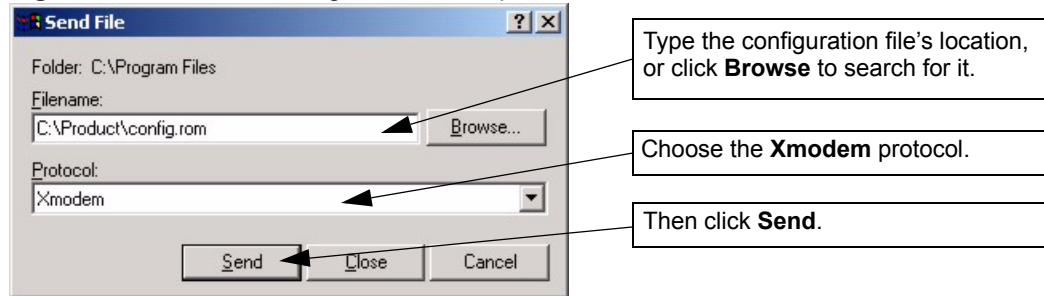 Send File
Folder: C:\Program Files
Filename:
C:\Product\config.rom
Browse...
Protocol:
Xmodem
Send
Close
Cancel
Type the configuration file's location,
or click Browse to search for it.
Choose the Xmodem protocol.
Then click Send.